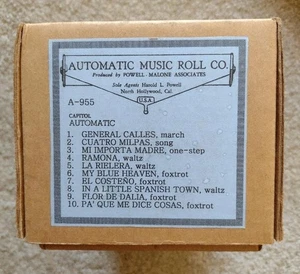 AUTOMATIC MUSIC ROLL CO.
Produced by POWELL-MALONE ASSOCIATES
Sole Agents Harold L. Powell
North Hollywood, Cal.
U.S.A.
A-955
CAPITOL
AUTOMATIC
1. GENERAL CALLES, march
2. CUATRO MILPAS, song
3. MI IMPORTA MADRE, one-step
4. RAMONA, waltz
5. LA RIELERA, waltz
6. MY BLUE HEAVEN, foxtrot
7. EL COSTEÑO, foxtrot
8. IN A LITTLE SPANISH TOWN, waltz
9. FLOR DE DALIA, foxtrot
10. PA' QUE ME DICE COSAS, foxtrot